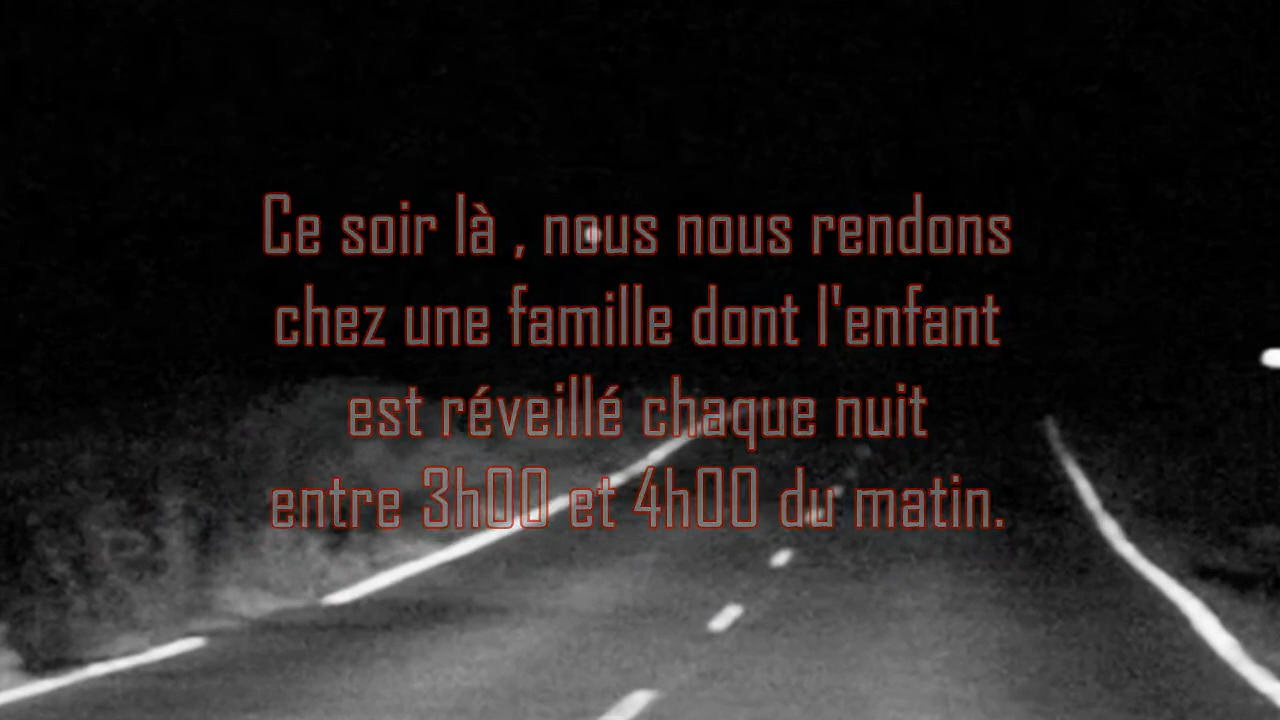 Ce soir là , nous nous rendons
chez une famille dont l'enfant
est réveillé chaque nuit
entre 3h00 et 4h00 du matin.